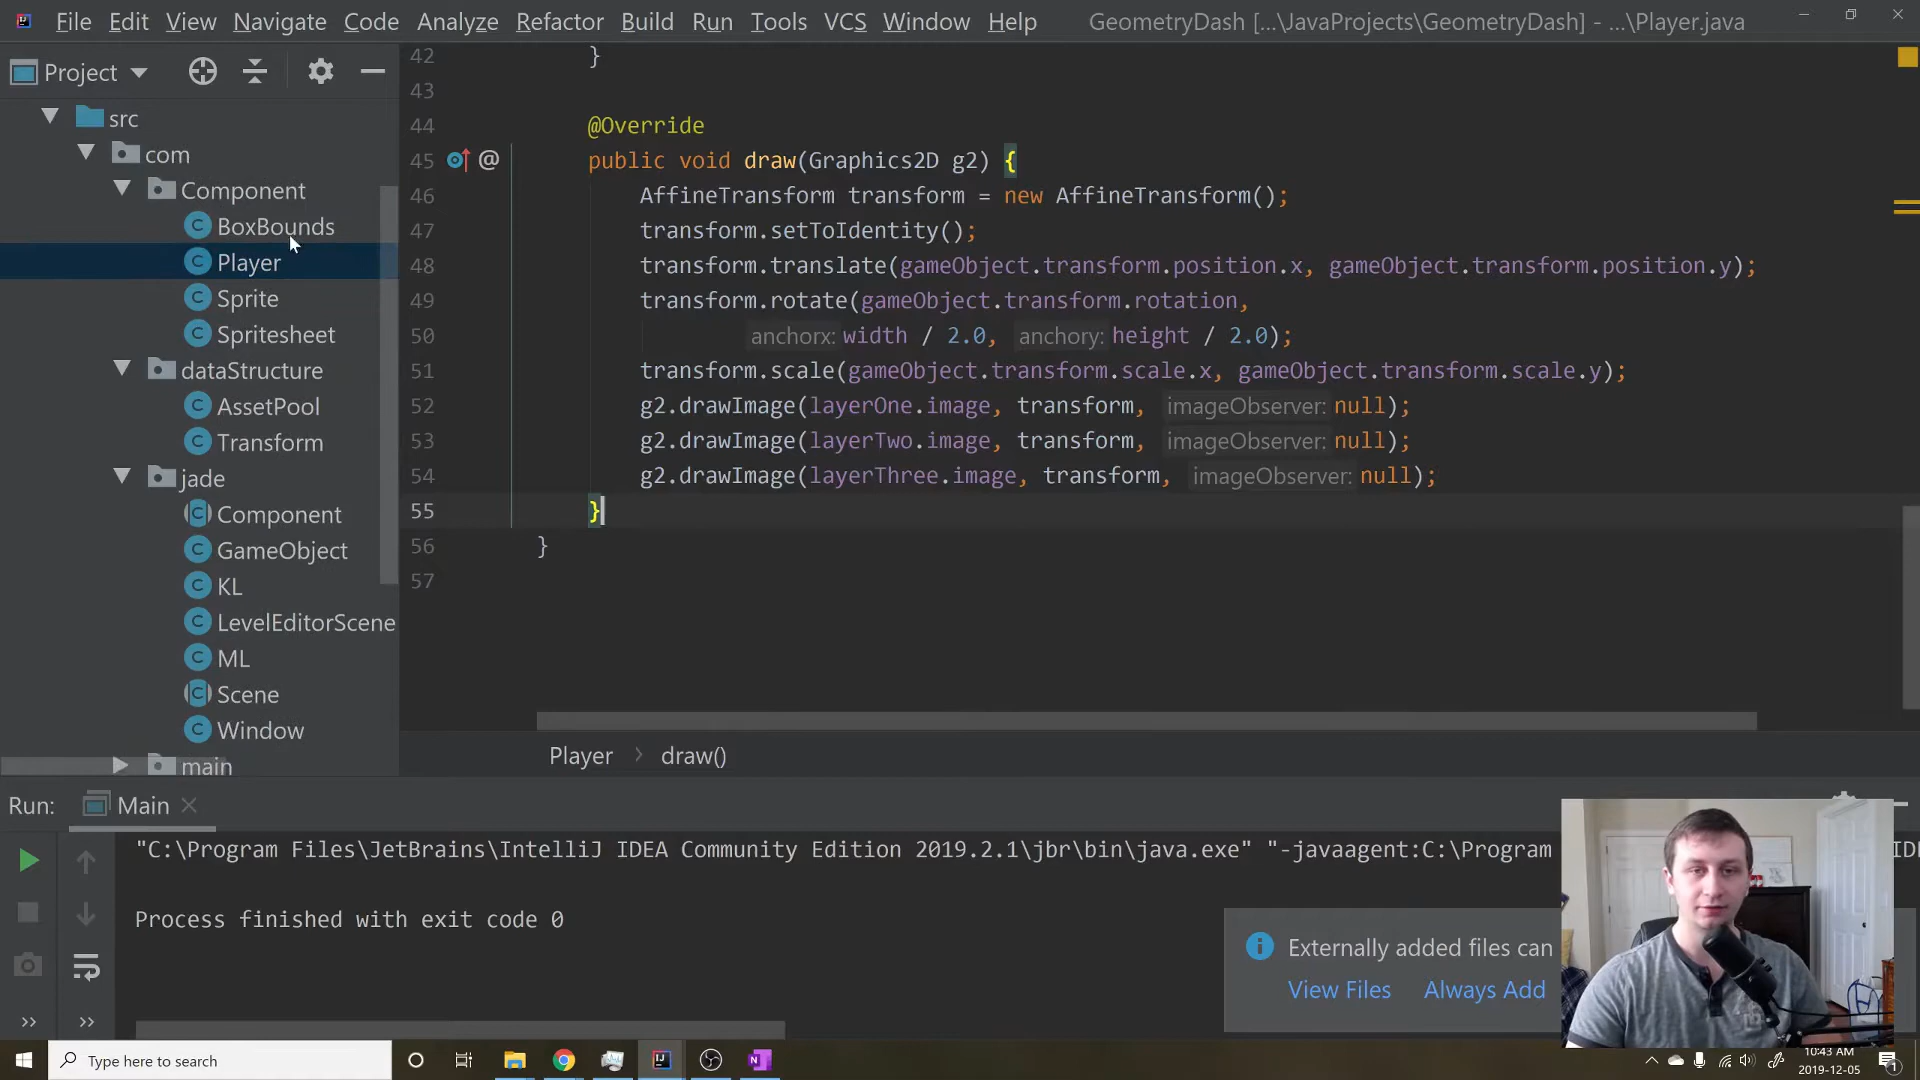 File Edit View Navigate Code Analyze Refactor Build Run Tools VCS Window Help GeometryDash [...\JavaProjects\GeometryDash] - ...\Player.java
Project
src
com
Component
BoxBounds
Player
Sprite
Spritesheet
dataStructure
AssetPool
Transform
jade
Component
GameObject
KL
LevelEditorScene
ML
Scene
Window
main
42 }
43
44 @Override
45 @ public void draw(Graphics2D g2) {
46 AffineTransform transform = new AffineTransform();
47 transform.setToIdentity();
48 transform.translate(gameObject.transform.position.x, gameObject.transform.position.y);
49 transform.rotate(gameObject.transform.rotation,
50 anchorx: width / 2.0, anchory: height / 2.0);
51 transform.scale(gameObject.transform.scale.x, gameObject.transform.scale.y);
52 g2.drawImage(layerOne.image, transform, imageObserver: null);
53 g2.drawImage(layerTwo.image, transform, imageObserver: null);
54 g2.drawImage(layerThree.image, transform, imageObserver: null);
55 }
56 }
57
Player > draw()
Run: Main
"C:\Program Files\JetBrains\IntelliJ IDEA Community Edition 2019.2.1\jbr\bin\java.exe" "-javaagent:C:\Program
Process finished with exit code 0
Externally added files can
View Files Always Add
Type here to search
10:43 AM
2019-12-05